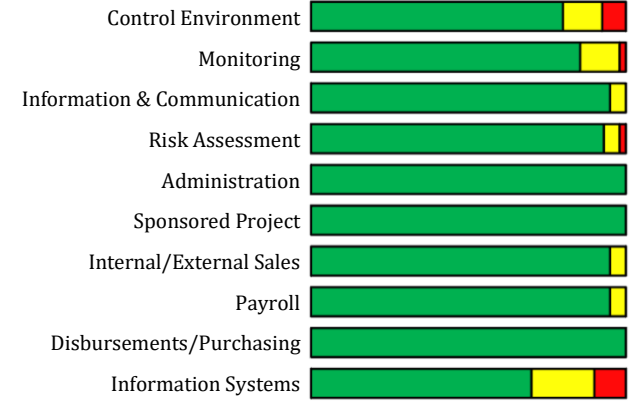 Control Environment
Monitoring
Information & Communication
Risk Assessment
Administration
Sponsored Project
Internal/External Sales
Payroll
Disbursements/Purchasing
Information Systems